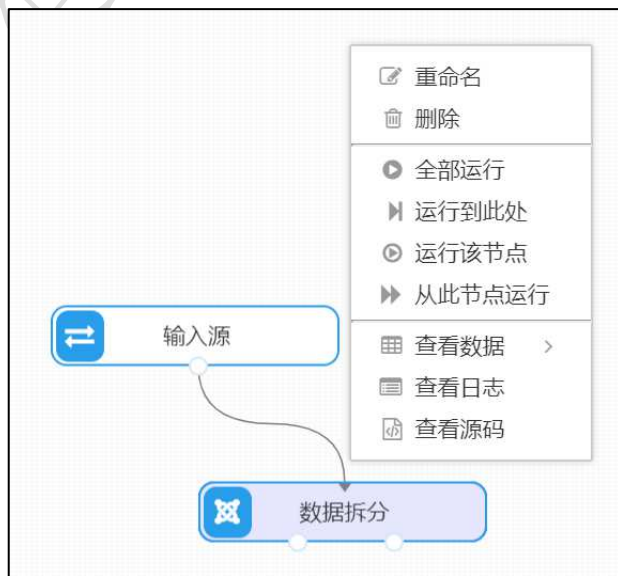 重命名
删除
全部运行
运行到此处
运行该节点
从此节点运行
输入源
查看数据
查看日志
查看源码
数据拆分